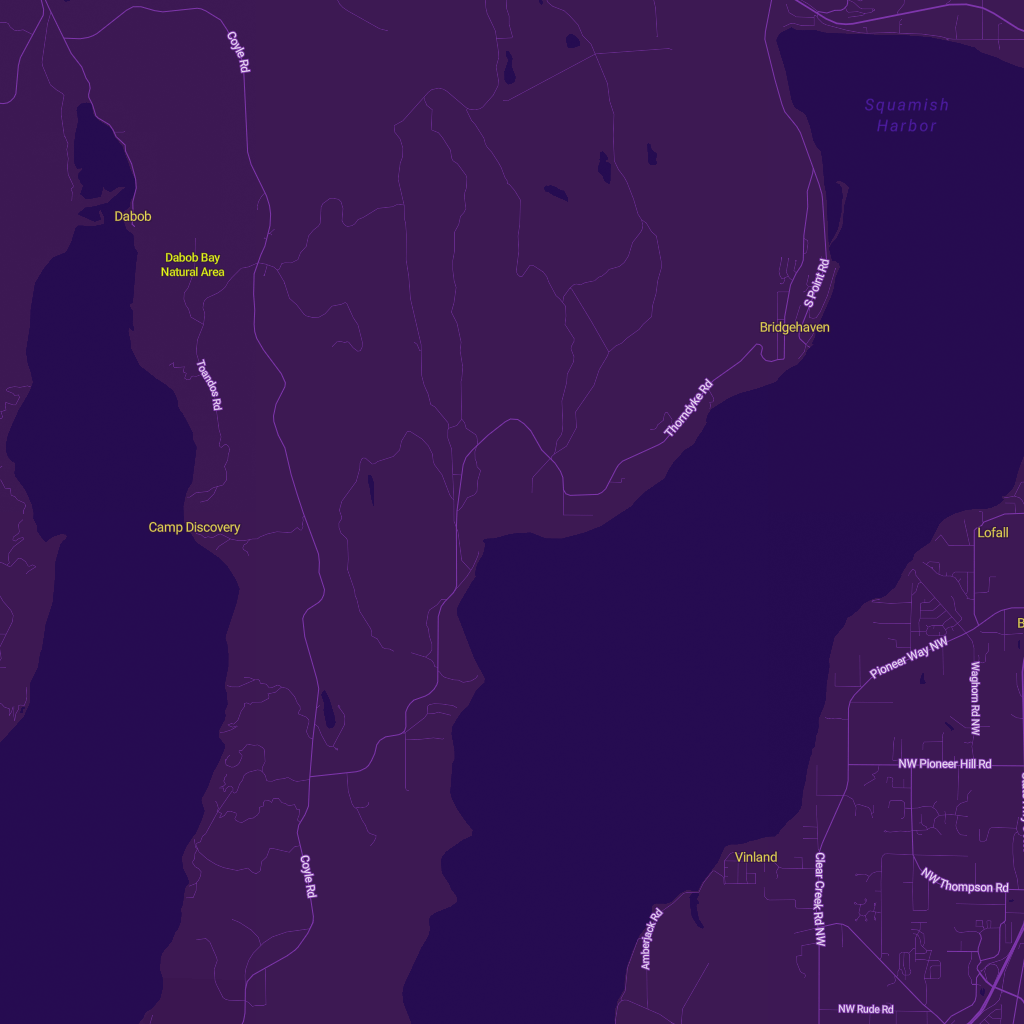 Coyle Rd
Squamish
Harbor
Dabob
Dabob Bay
Natural Area
S Point Rd
Bridgehaven
Toandos Rd
Thorndyke Rd
Camp Discovery
Lofall
B
Pioneer Way NW
Waghorn Rd NW
NW Pioneer Hill Rd
Vinland
Coyle Rd
Clear Creek Rd NW
NW Thompson Rd
Amberjack Rd
NW Rude Rd